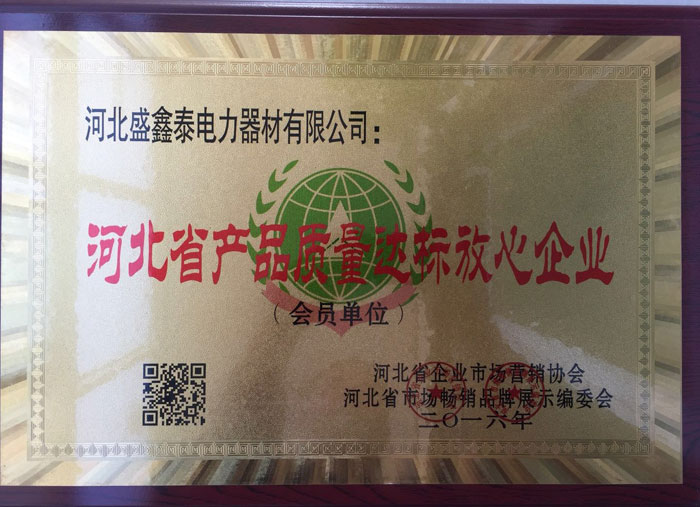 河北盛鑫泰电力器材有限公司：
河北省产品质量达标放心企业
（会员单位）
河北省企业市场营销协会
河北省市场畅销品牌展示编委会
二〇一六年